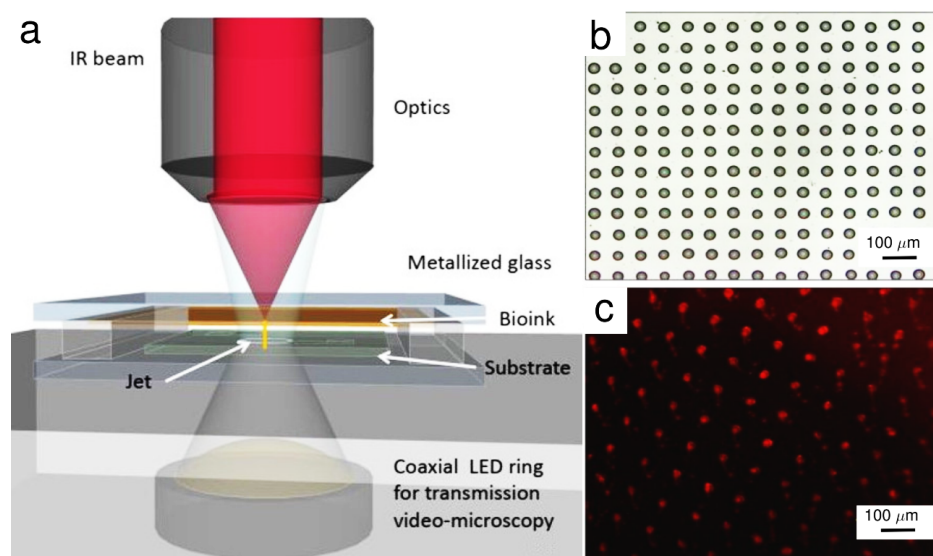 a
IR beam
Optics
Metallized glass
Bioink
Substrate
Jet
Coaxial LED ring
for transmission
video-microscopy
b
100 μm
c
100 μm